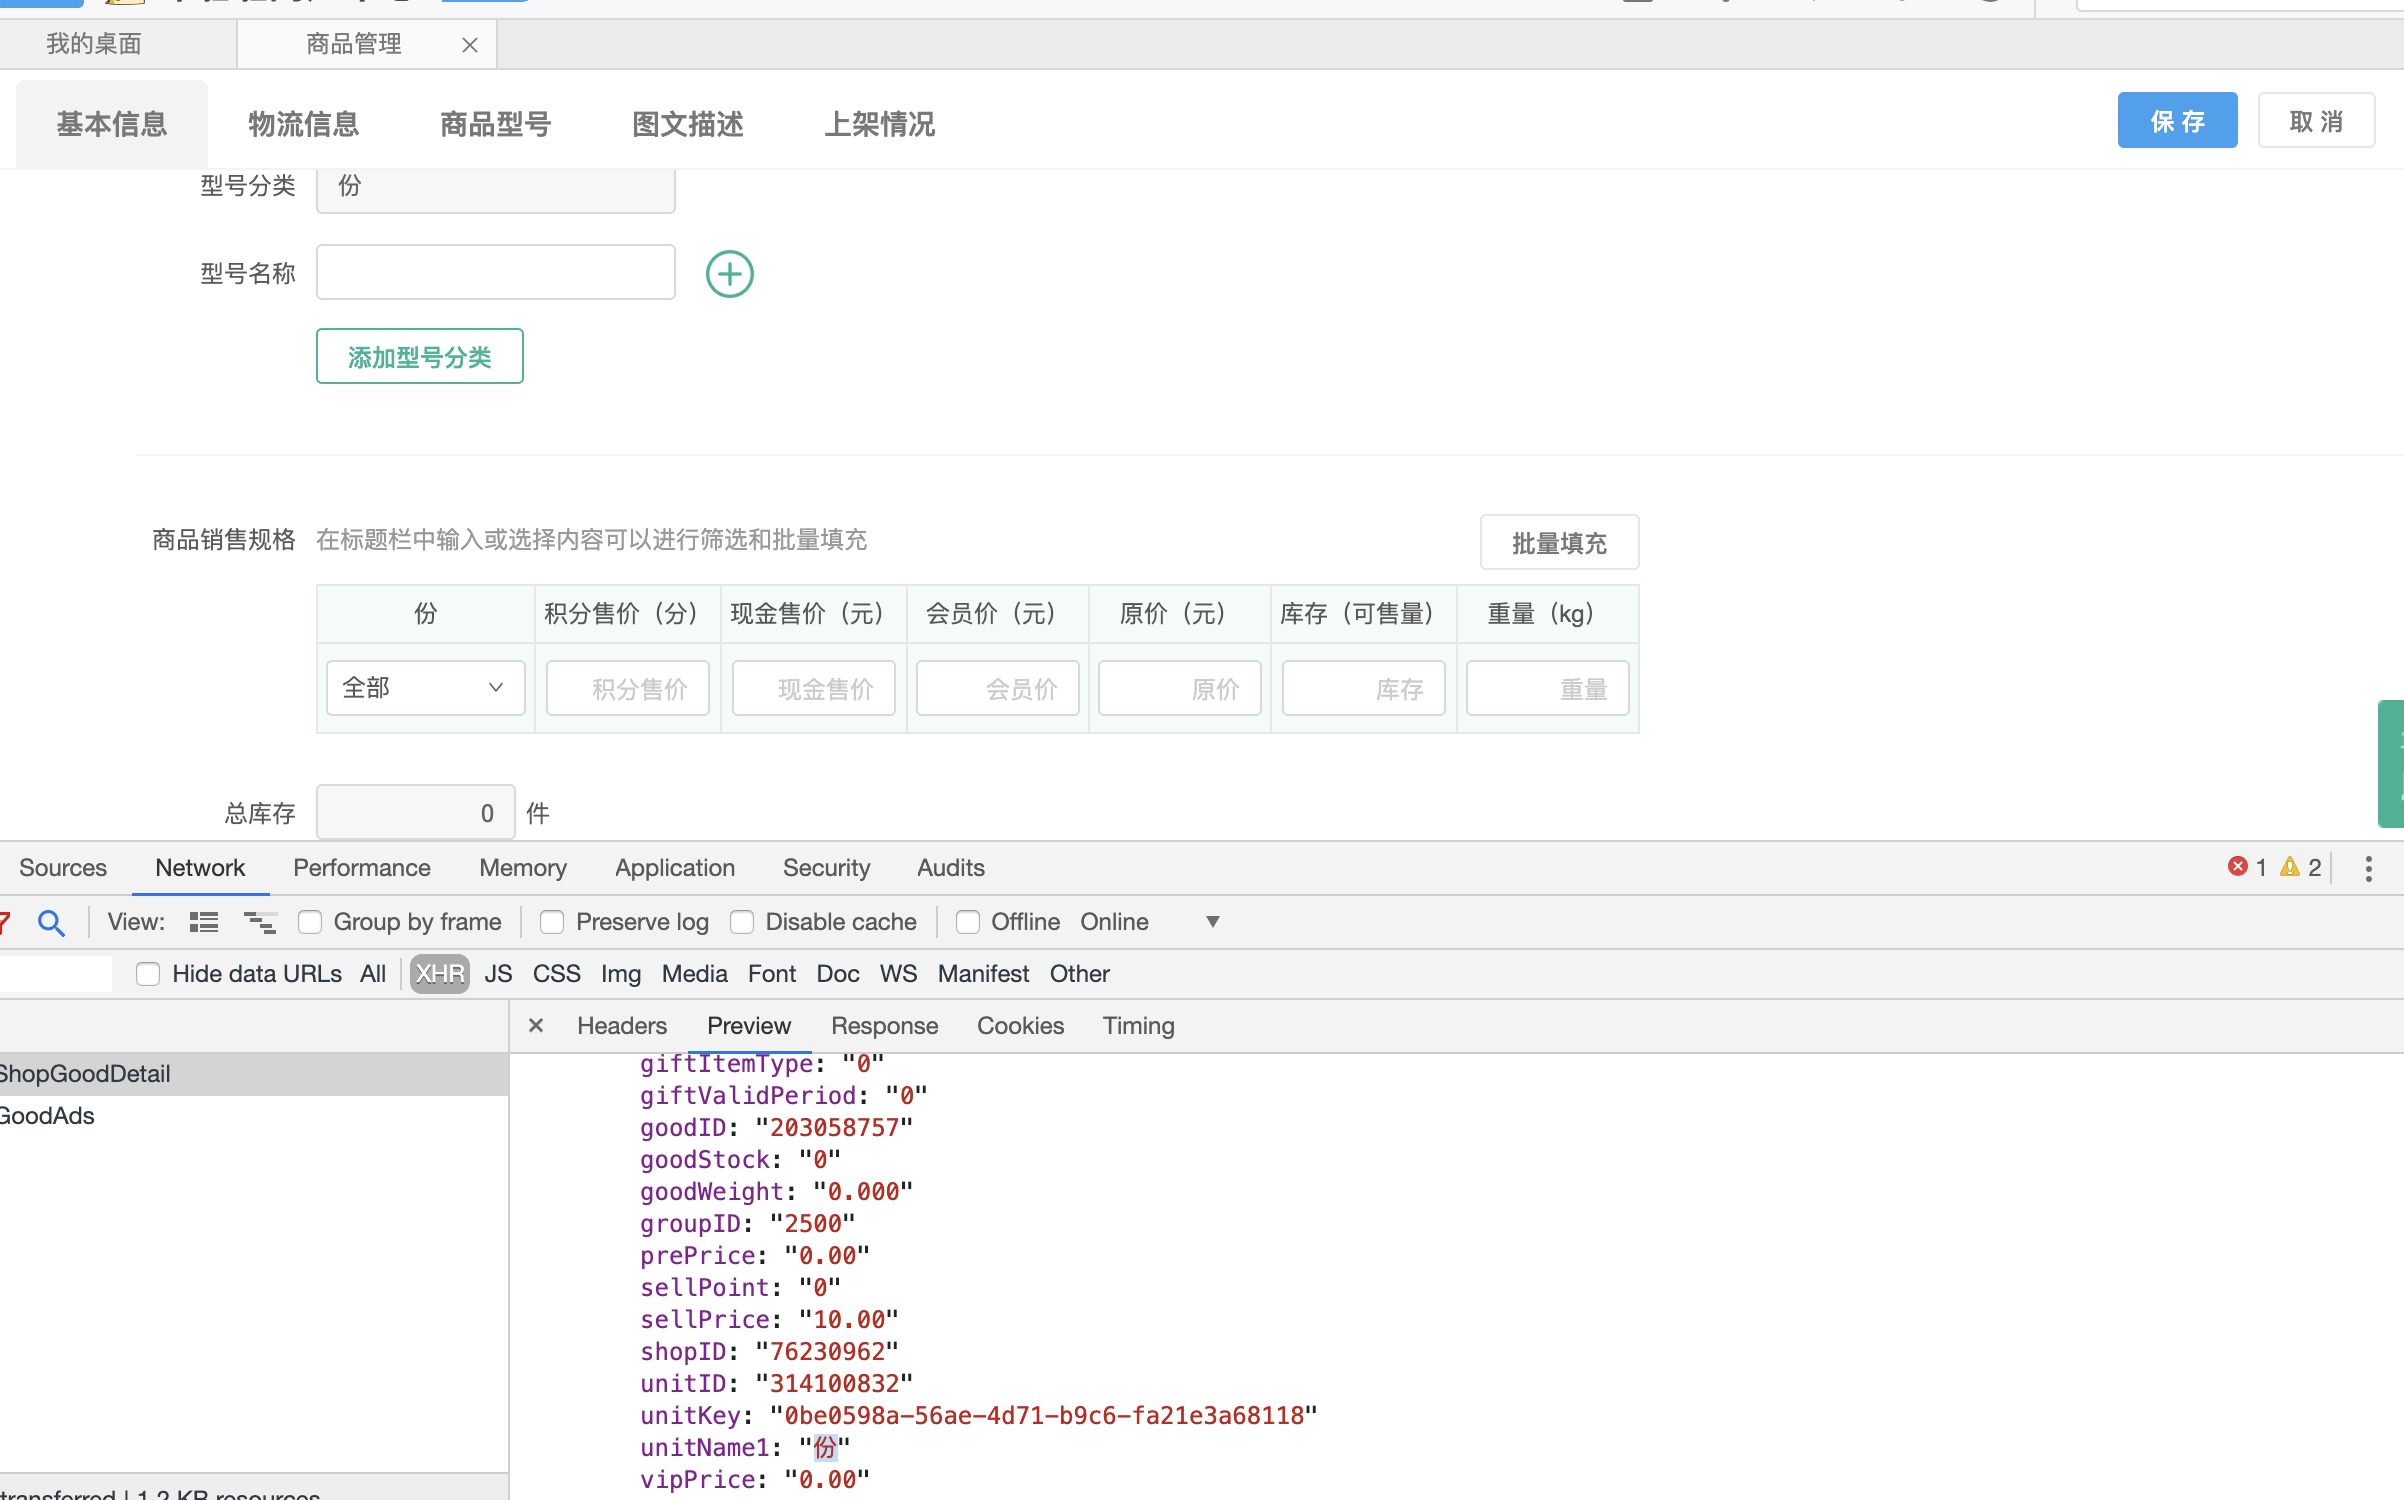 我的桌面 商品管理
基本信息 物流信息 商品型号 图文描述 上架情况 保 存 取 消
型号分类 份
型号名称
添加型号分类
商品销售规格 在标题栏中输入或选择内容可以进行筛选和批量填充 批量填充
份 积分售价（分） 现金售价（元） 会员价（元） 原价（元） 库存（可售量） 重量（kg）
全部 积分售价 现金售价 会员价 原价 库存 重量
总库存 0 件
Sources Network Performance Memory Application Security Audits 1 2
View: Group by frame Preserve log Disable cache Offline Online
Hide data URLs All XHR JS CSS Img Media Font Doc WS Manifest Other
Headers Preview Response Cookies Timing
ShopGoodDetail
GoodAds
giftItemType: "0"
giftValidPeriod: "0"
goodID: "203058757"
goodStock: "0"
goodWeight: "0.000"
groupID: "2500"
prePrice: "0.00"
sellPoint: "0"
sellPrice: "10.00"
shopID: "76230962"
unitID: "314100832"
unitKey: "0be0598a-56ae-4d71-b9c6-fa21e3a68118"
unitName1: "份"
vipPrice: "0.00"
transferred | 1.2 KB resources